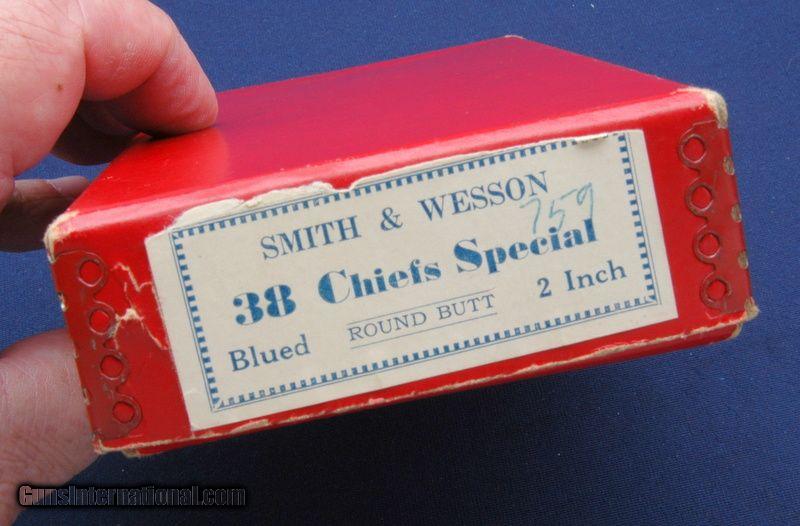 SMITH & WESSON
759
38 Chiefs Special
Blued ROUND BUTT 2 Inch
GunsInternational.com